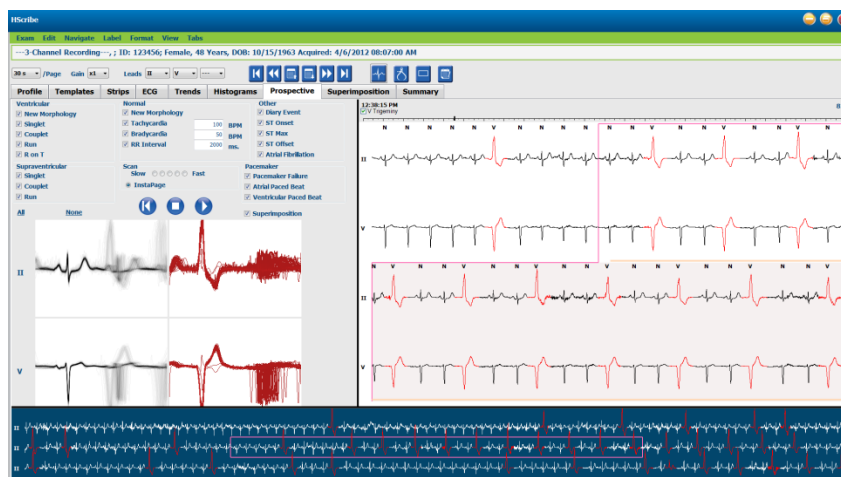 HScribe
Exam Edit Navigate Label Format View Tabs
---3-Channel Recording---, ; ID: 123456; Female, 48 Years, DOB: 10/15/1963 Acquired: 4/6/2012 08:07:00 AM
30 s /Page Gain x1 Leads II V ---
Profile Templates Strips ECG Trends Histograms Prospective Superimposition Summary
Ventricular Normal Other
New Morphology New Morphology Diary Event
Singlet Tachycardia 100 BPM ST Onset
Couplet Bradycardia 50 BPM ST Max
Run RR Interval 2000 ms. ST Offset
R on T Atrial Fibrillation
Supraventricular Scan Pacemaker
Singlet Slow Fast Pacemaker Failure
Couplet InstaPage Atrial Paced Beat
Run Ventricular Paced Beat
All None Superimposition
II
V
12:38:15 PM
V Trigeminy
N N N N N N V N N N V N N V N
II
V
N V N N V N N V N N V N N V N N V N N V
II
V
II
II
II